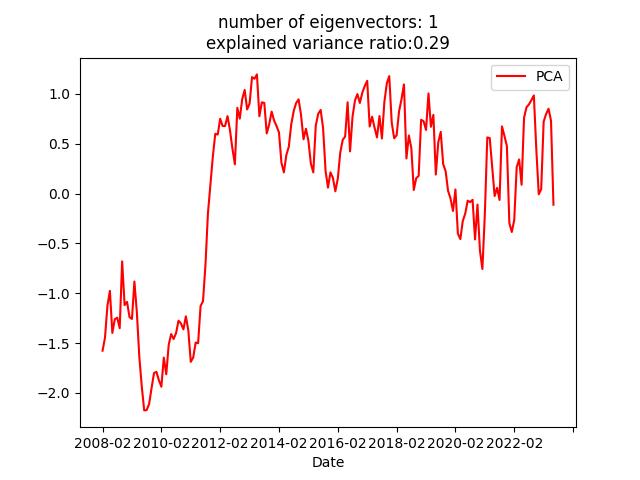 number of eigenvectors: 1
explained variance ratio:0.29
PCA
1.0
0.5
0.0
−0.5
−1.0
−1.5
−2.0
2008-02 2010-02 2012-02 2014-02 2016-02 2018-02 2020-02 2022-02
Date